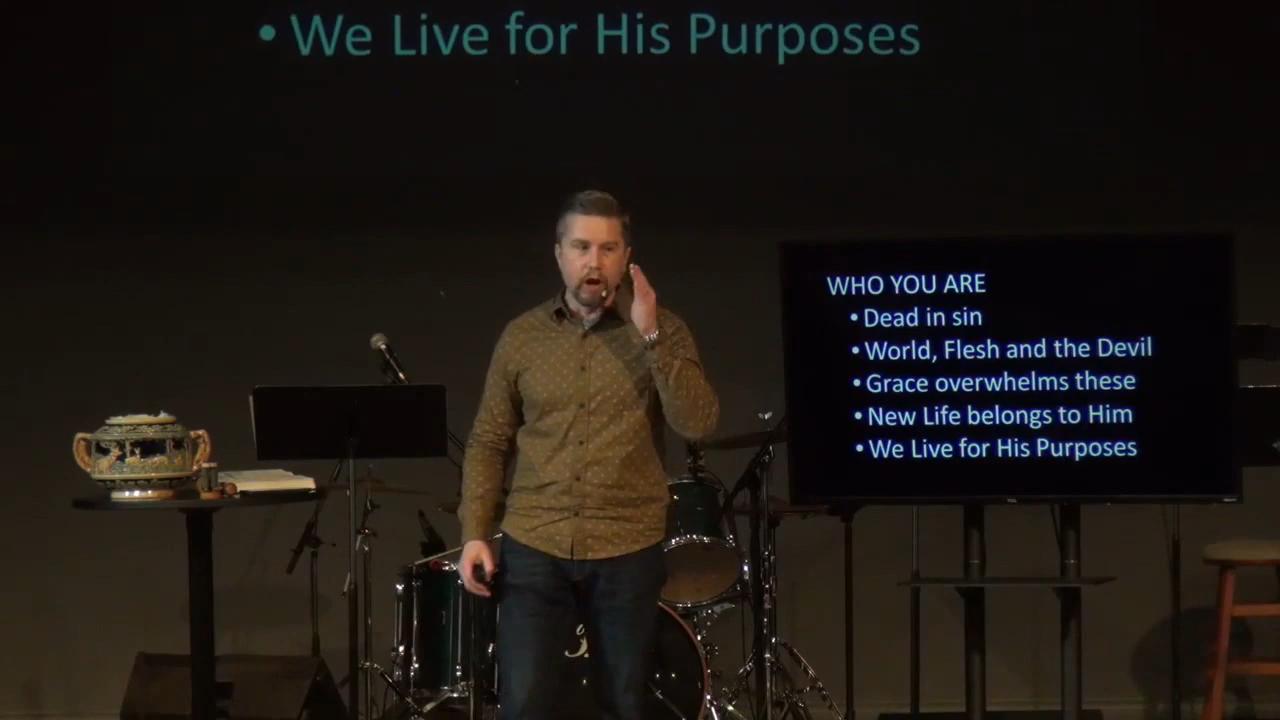 • We Live for His Purposes
WHO YOU ARE
• Dead in sin
• World, Flesh and the Devil
• Grace overwhelms these
• New Life belongs to Him
• We Live for His Purposes